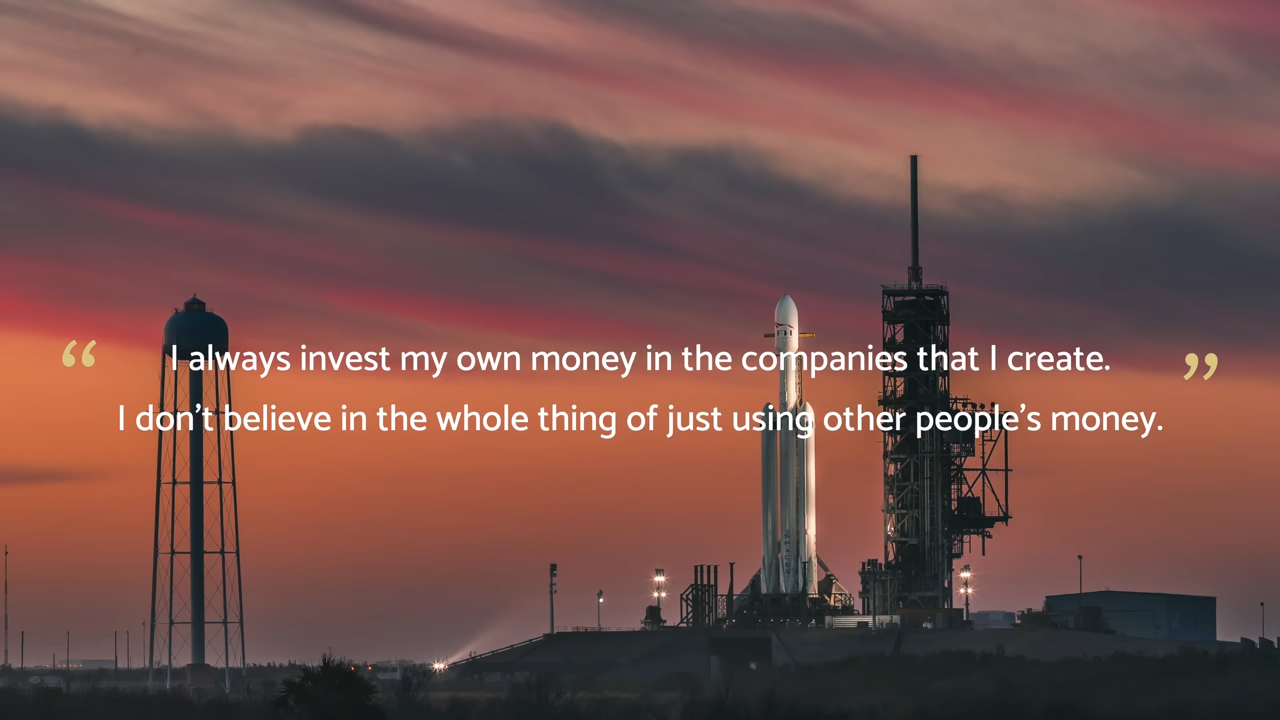 “ I always invest my own money in the companies that I create. ”
I don’t believe in the whole thing of just using other people’s money.